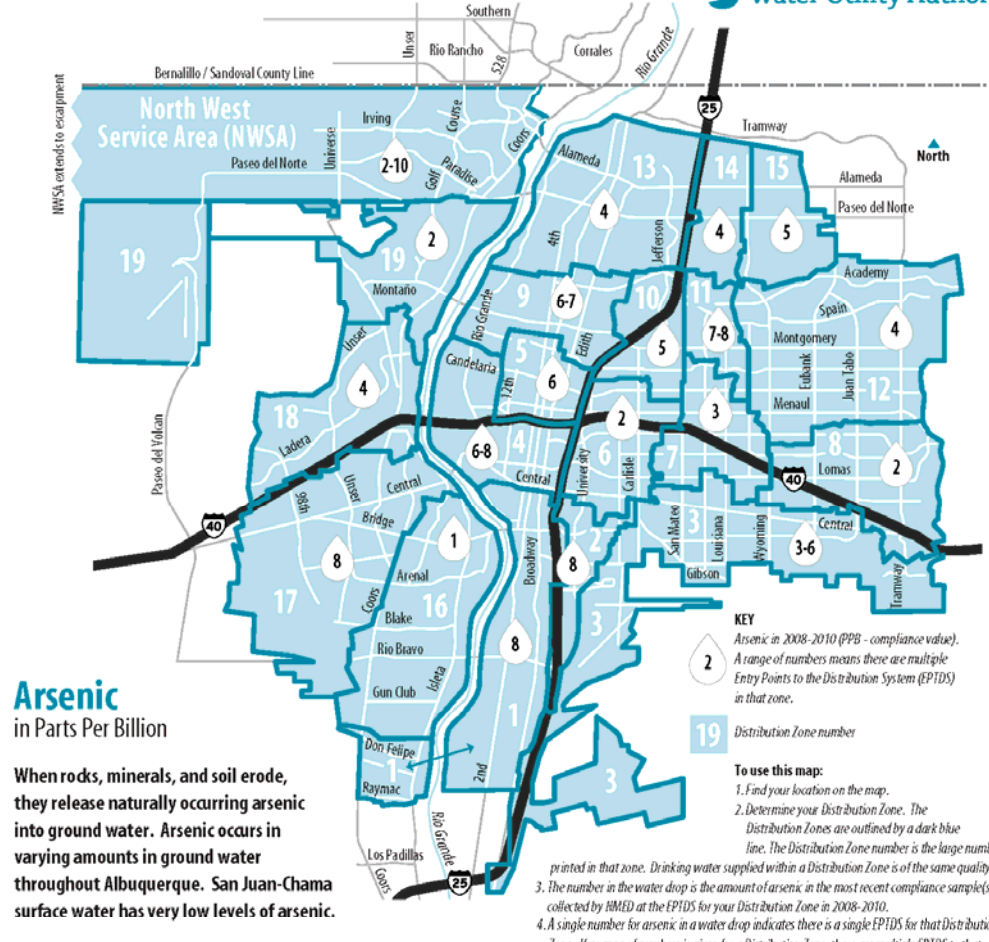 Water Utility Author
Southern
Unser
Rio Rancho
528
Corrales
Rio Grande
Bernalillo / Sandoval County Line
25
NWSA extends to escarpment
North West
Service Area (NWSA)
Irving
Course
Coors
Tramway
North
Universe
Paseo del Norte
2-10
Golf
Paradise
Alameda
13
14
15
Alameda
Paseo del Norte
4
4
5
4th
Jefferson
2
19
19
Montaño
Academy
Rio Grande
9
6-7
10
11
Spain
4
Unser
Edith
5
7-8
Montgomery
Eubank
Juan Tabo
Candelaria
5
12th
6
12
4
Menaul
18
2
3
Ladera
6-8
4
6
7
8
Lomas
2
Paseo del Volcan
Central
University
Carlisle
40
98th
Unser
Central
40
Bridge
San Mateo
3
Louisiana
Wyoming
Central
3-6
1
Broadway
2
8
8
Gibson
Tramway
Arenal
Coors
17
16
Blake
3
Rio Bravo
8
Gun Club
Isleta
1
Don Felipe
1
Raymac
2nd
3
Los Padillas
Coors
Rio Grande
25
KEY
2
Arsenic in 2008-2010 (PPB - compliance value).
A range of numbers means there are multiple
Entry Points to the Distribution System (EPTDS)
in that zone.
19
Distribution Zone number
Arsenic
in Parts Per Billion
When rocks, minerals, and soil erode,
they release naturally occurring arsenic
into ground water. Arsenic occurs in
varying amounts in ground water
throughout Albuquerque. San Juan-Chama
surface water has very low levels of arsenic.
To use this map:
1. Find your location on the map.
2. Determine your Distribution Zone. The
Distribution Zones are outlined by a dark blue
line. The Distribution Zone number is the large num
printed in that zone. Drinking water supplied within a Distribution Zone is of the same quality
3. The number in the water drop is the amount of arsenic in the most recent compliance sample(s
collected by NMED at the EPTDS for your Distribution Zone in 2008-2010.
4. A single number for arsenic in a water drop indicates there is a single EPTDS for that Distributi